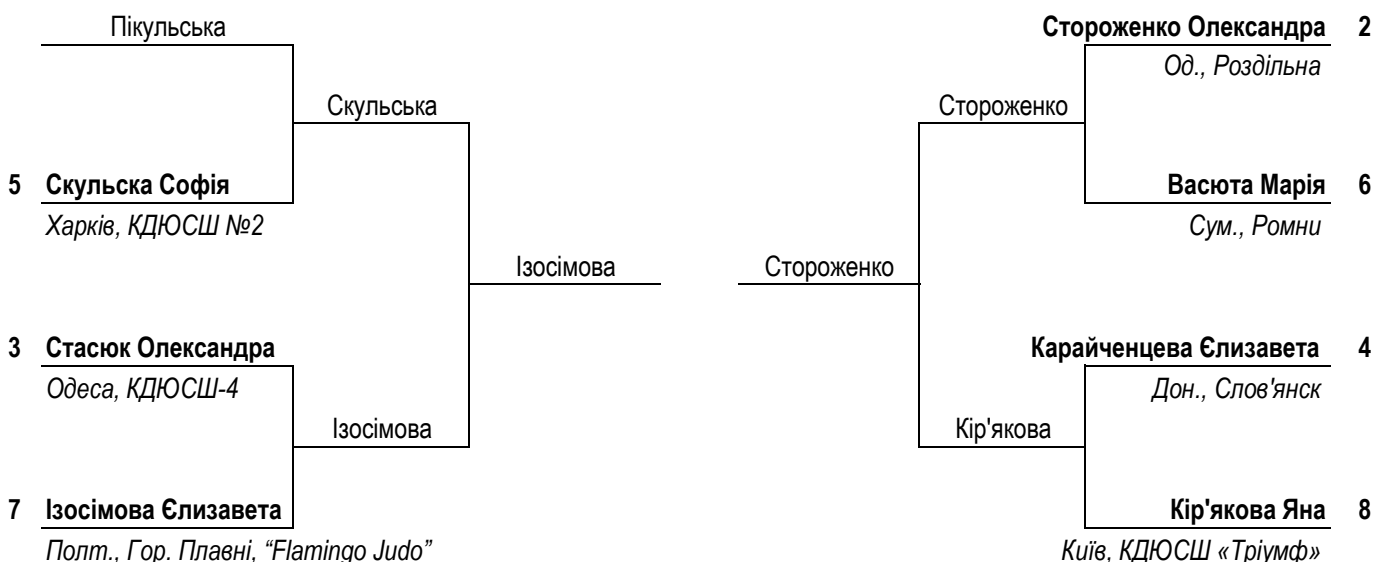 Пікульська
Скульська
5 Скульска Софія
Харків, КДЮСШ №2
Ізосімова
3 Стасюк Олександра
Одеса, КДЮСШ-4
Ізосімова
7 Ізосімова Єлизавета
Полт., Гор. Плавні, “Flamingo Judo”
Стороженко Олександра 2
Од., Роздільна
Стороженко
Васюта Марія 6
Сум., Ромни
Стороженко
Карайченцева Єлизавета 4
Дон., Слов'янск
Кір'якова
Кір'якова Яна 8
Київ, КДЮСШ «Тріумф»